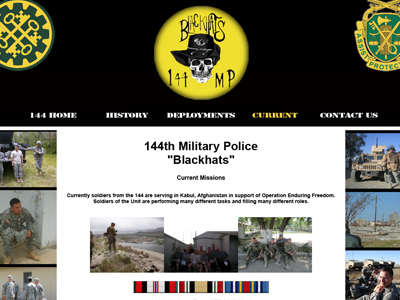 BLACKHATS
144 MP
ASSIST PROTECT
144 HOME HISTORY DEPLOYMENTS CURRENT CONTACT US
144th Military Police
"Blackhats"
Current Missions
Currently soldiers from the 144 are serving in Kabul, Afghanistan in support of Operation Enduring Freedom.
Soldiers of the Unit are performing many different tasks and filling many different roles.